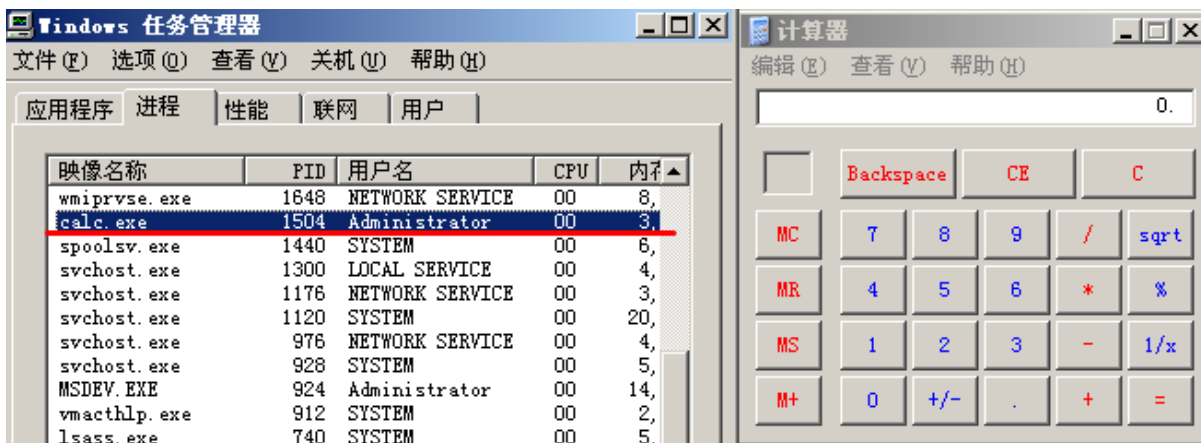 Windows 任务管理器
文件(F) 选项(O) 查看(V) 关机(U) 帮助(H)
应用程序 进程 性能 联网 用户
映像名称 PID 用户名 CPU
wmiprvse.exe 1648 NETWORK SERVICE 00 8,
calc.exe 1504 Administrator 00 3,
spoolsv.exe 1440 SYSTEM 00 6,
svchost.exe 1300 LOCAL SERVICE 00 4,
svchost.exe 1176 NETWORK SERVICE 00 3,
svchost.exe 1120 SYSTEM 00 20,
svchost.exe 976 NETWORK SERVICE 00 4,
svchost.exe 928 SYSTEM 00 5,
MSDEV.EXE 924 Administrator 00 14,
vmacthlp.exe 912 SYSTEM 00 2,
lsass.exe 740 SYSTEM 00 5,
计算器
编辑(E) 查看(V) 帮助(H)
0.
Backspace CE C
MC 7 8 9 / sqrt
MR 4 5 6 * %
MS 1 2 3 - 1/x
M+ 0 +/- . + =